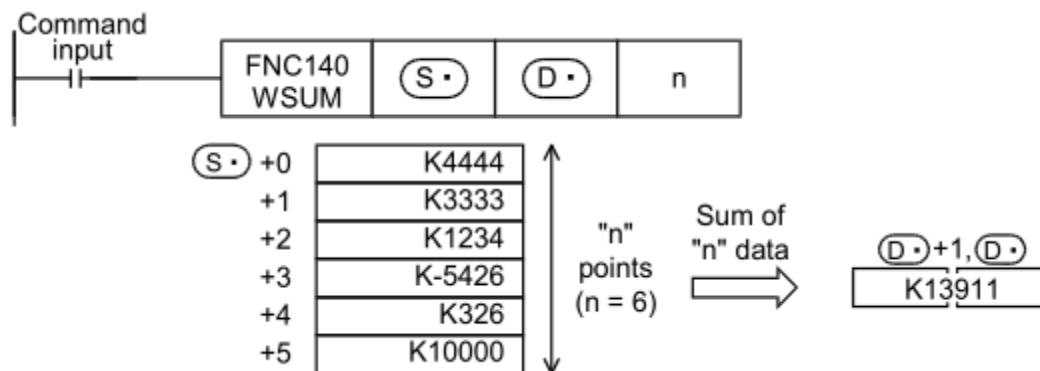 Command
input
FNC140
WSUM
S・
D・
n
S・ +0 K4444
+1 K3333
+2 K1234
+3 K-5426
+4 K326
+5 K10000
"n"
points
(n = 6)
Sum of
"n" data
D・+1, D・
K13911